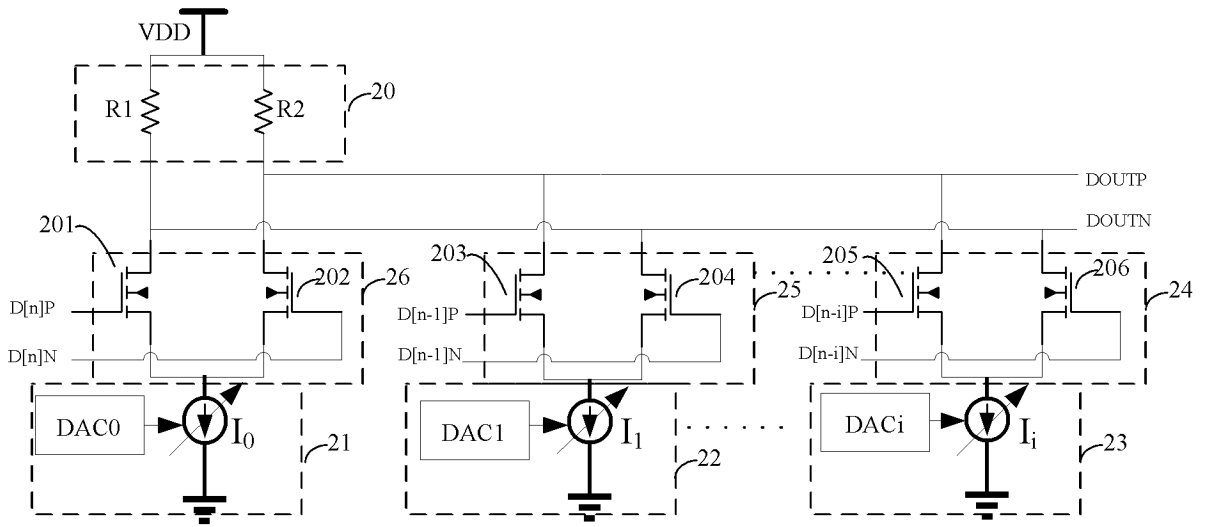 VDD
R1
R2
20
DOUTP
DOUTN
201
202
26
203
204
25
205
206
24
D[n]P
D[n-1]P
D[n-i]P
D[n]N
D[n-1]N
D[n-i]N
DAC0
I0
21
DAC1
I1
22
DACi
Ii
23